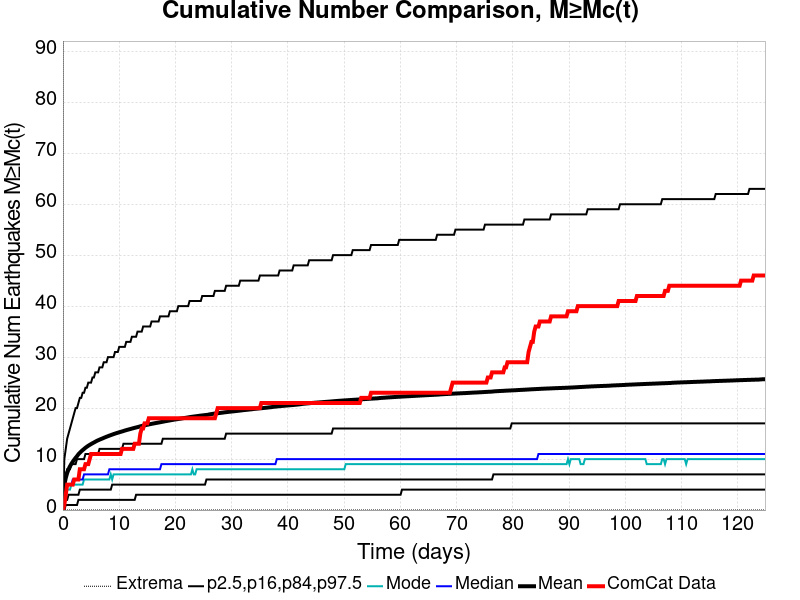 Cumulative Number Comparison, M≥Mc(t)
Cumulative Num Earthquakes M≥Mc(t)
90
80
70
60
50
40
30
20
10
0
0 10 20 30 40 50 60 70 80 90 100 110 120
Time (days)
Extrema p2.5,p16,p84,p97.5 Mode Median Mean ComCat Data